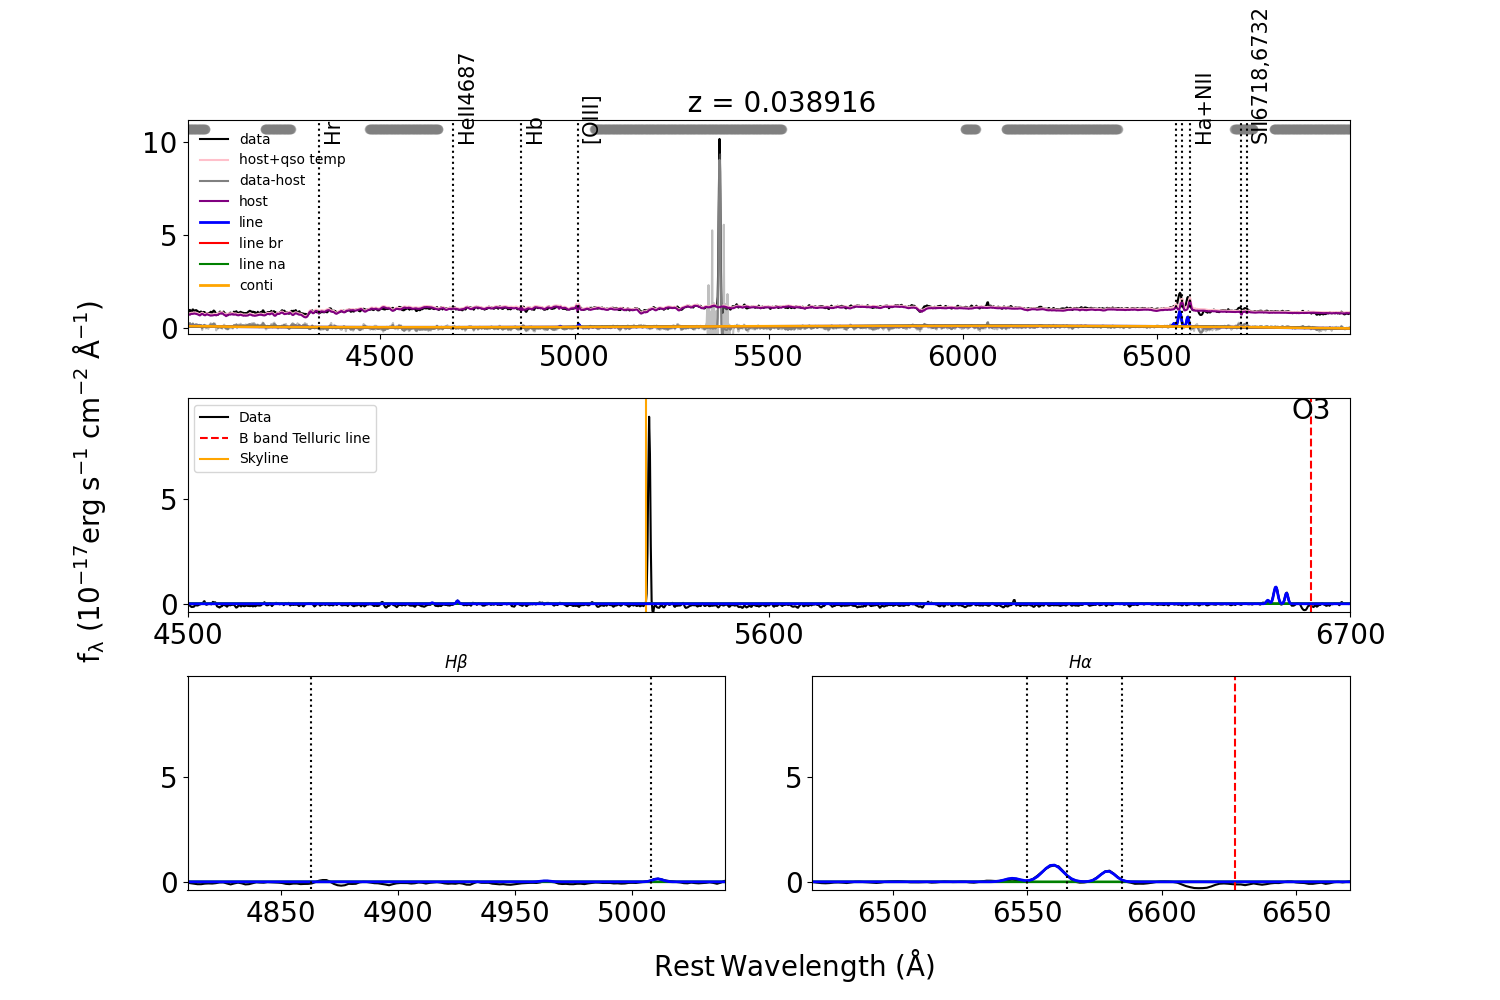 z = 0.038916
Hr
HeII4687
Hb
[OIII]
Ha+NII
SII6718,6732
data
host+qso temp
data-host
host
line
line br
line na
conti
10
5
0
4500 5000 5500 6000 6500
Data
B band Telluric line
Skyline
O3
5
0
4500 5600 6700
fλ (10−17erg s−1 cm−2 Å−1)
Hβ
5
0
4850 4900 4950 5000
Hα
5
0
6500 6550 6600 6650
Rest Wavelength (Å)